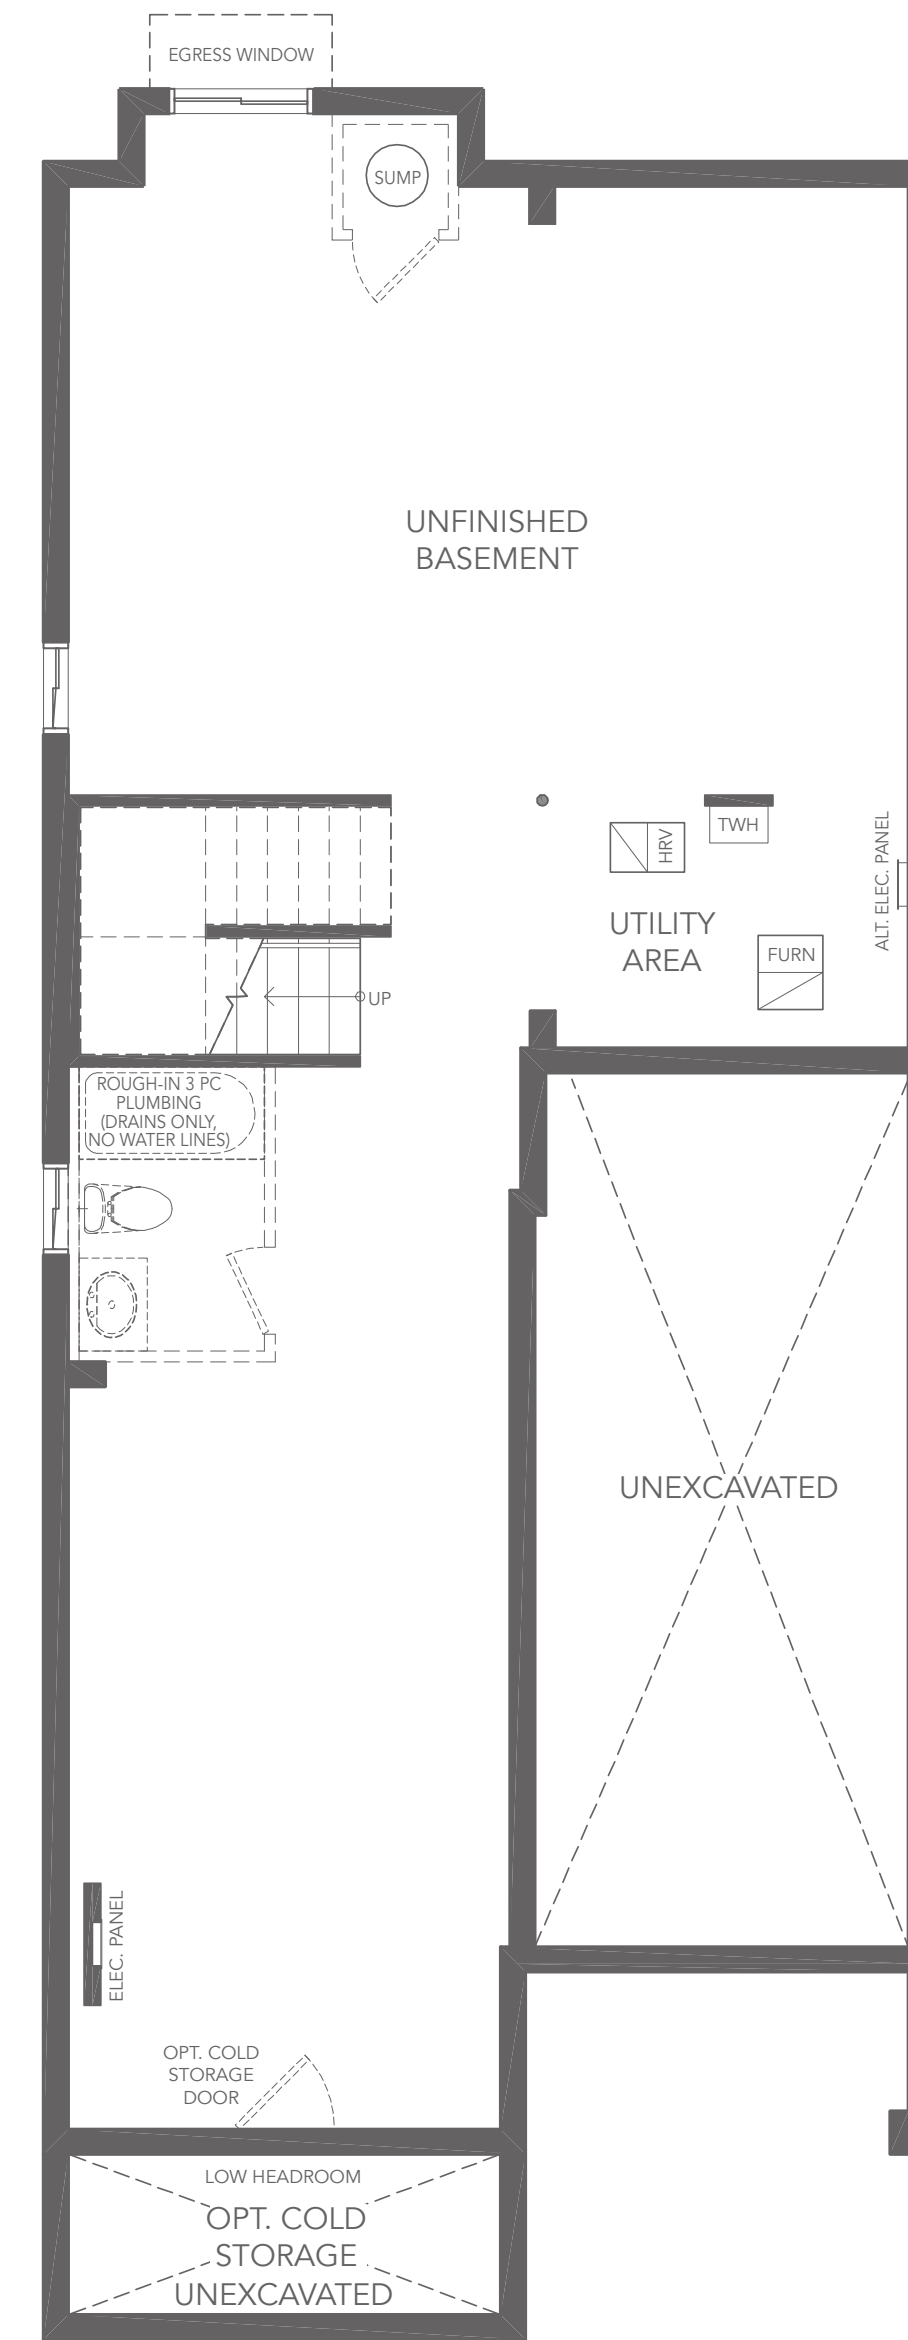 EGRESS WINDOW
SUMP
UNFINISHED
BASEMENT
TWH
HRV
ALT. ELEC. PANEL
UTILITY
AREA
FURN
UP
ROUGH-IN 3 PC
PLUMBING
(DRAINS ONLY,
NO WATER LINES)
UNEXCAVATED
ELEC. PANEL
OPT. COLD
STORAGE
DOOR
LOW HEADROOM
OPT. COLD
STORAGE
UNEXCAVATED